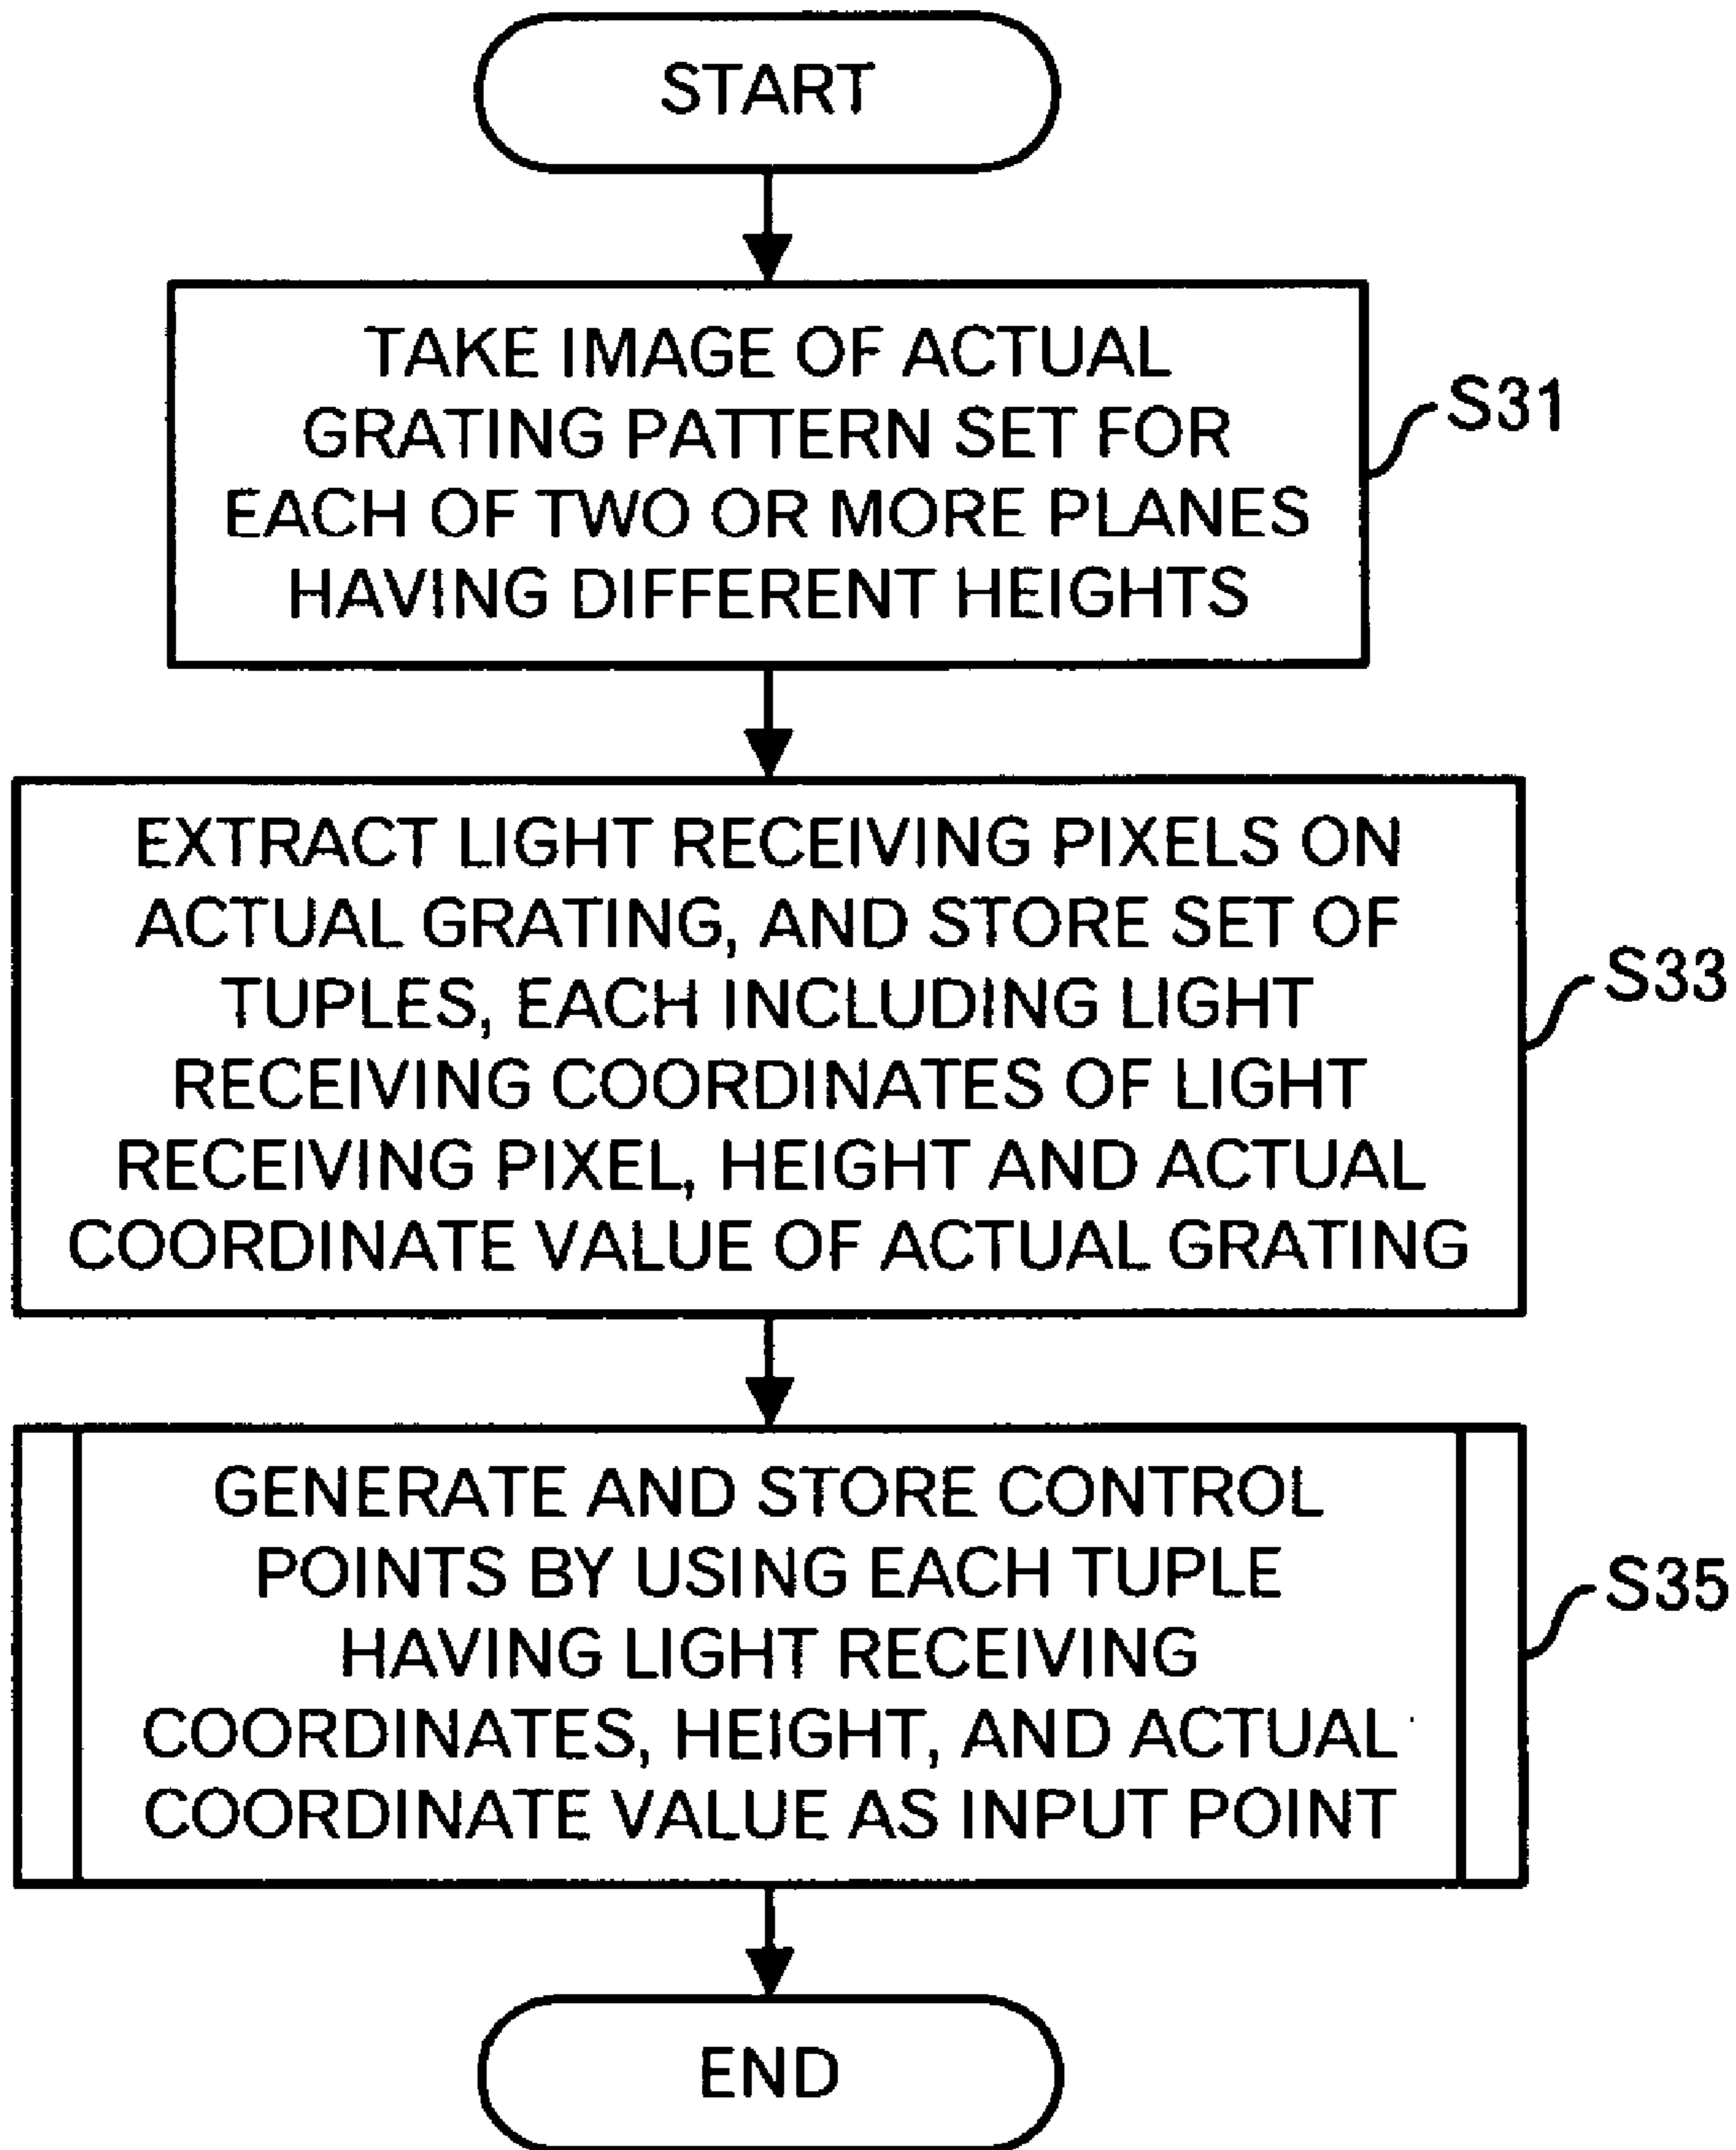 START
TAKE IMAGE OF ACTUAL
GRATING PATTERN SET FOR
EACH OF TWO OR MORE PLANES
HAVING DIFFERENT HEIGHTS
S31
EXTRACT LIGHT RECEIVING PIXELS ON
ACTUAL GRATING, AND STORE SET OF
TUPLES, EACH INCLUDING LIGHT
RECEIVING COORDINATES OF LIGHT
RECEIVING PIXEL, HEIGHT AND ACTUAL
COORDINATE VALUE OF ACTUAL GRATING
S33
GENERATE AND STORE CONTROL
POINTS BY USING EACH TUPLE
HAVING LIGHT RECEIVING
COORDINATES, HEIGHT, AND ACTUAL
COORDINATE VALUE AS INPUT POINT
S35
END